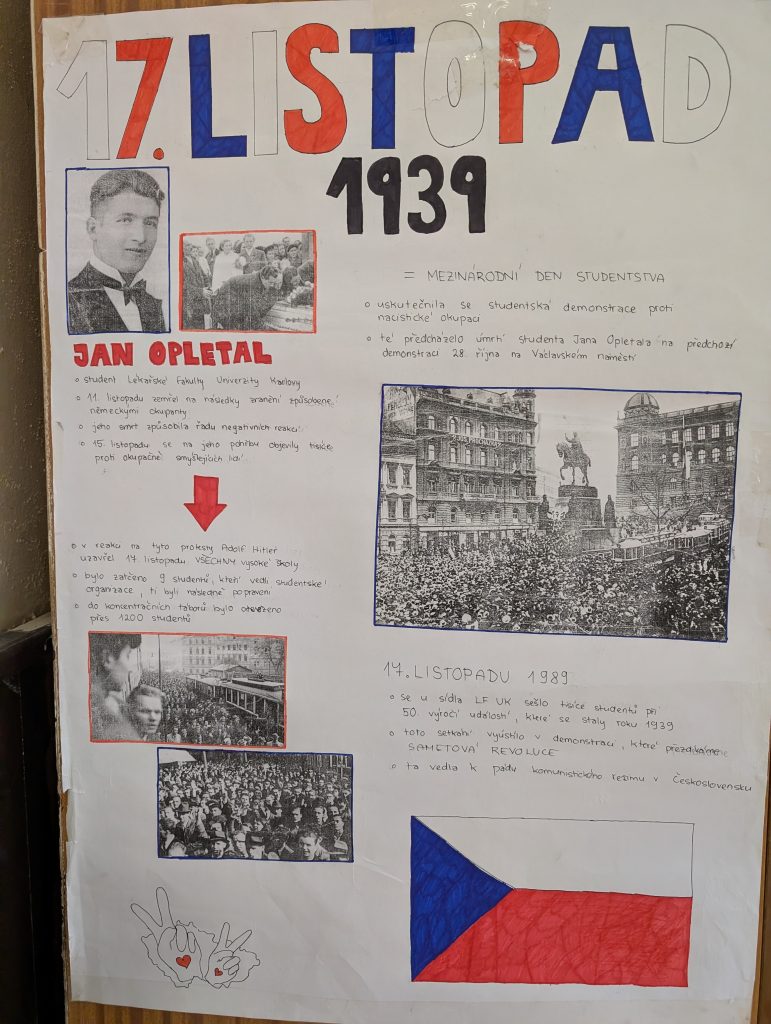 17. LISTOPAD
1939
JAN OPLETAL
o student Lékařské Fakulty Univerzity Karlovy
o 11. listopadu zemřel na následky zranění způsobené
německými okupanty
o jeho smrt způsobila řadu negativních reakcí
o 15. listopadu se na jeho pohřbu objevily tisíce
proti okupačně smýšlejících lidí
o v reakci na tyto protesty Adolf Hitler
uzavřel 17. listopadu VŠECHNY vysoké školy
o bylo zatčeno 9 studentů, kteří vedli studentské
organizace, ti byli následně popraveni
o do koncentračních táborů bylo odvezeno
přes 1200 studentů
= MEZINÁRODNÍ DEN STUDENTSTVA
o uskutečnila se studentská demonstrace proti
nacistické okupaci
o té předcházelo úmrtí studenta Jana Opletala na předchozí
demonstraci 28. října na Václavském náměstí
17. LISTOPADU 1989
o se u sídla LF UK sešlo tisíce studentů při
50. výročí událostí, které se staly roku 1939
o toto setkání vyústilo v demonstraci, které přezdíváme
SAMETOVÁ REVOLUCE
o ta vedla k pádu komunistického režimu v Československu